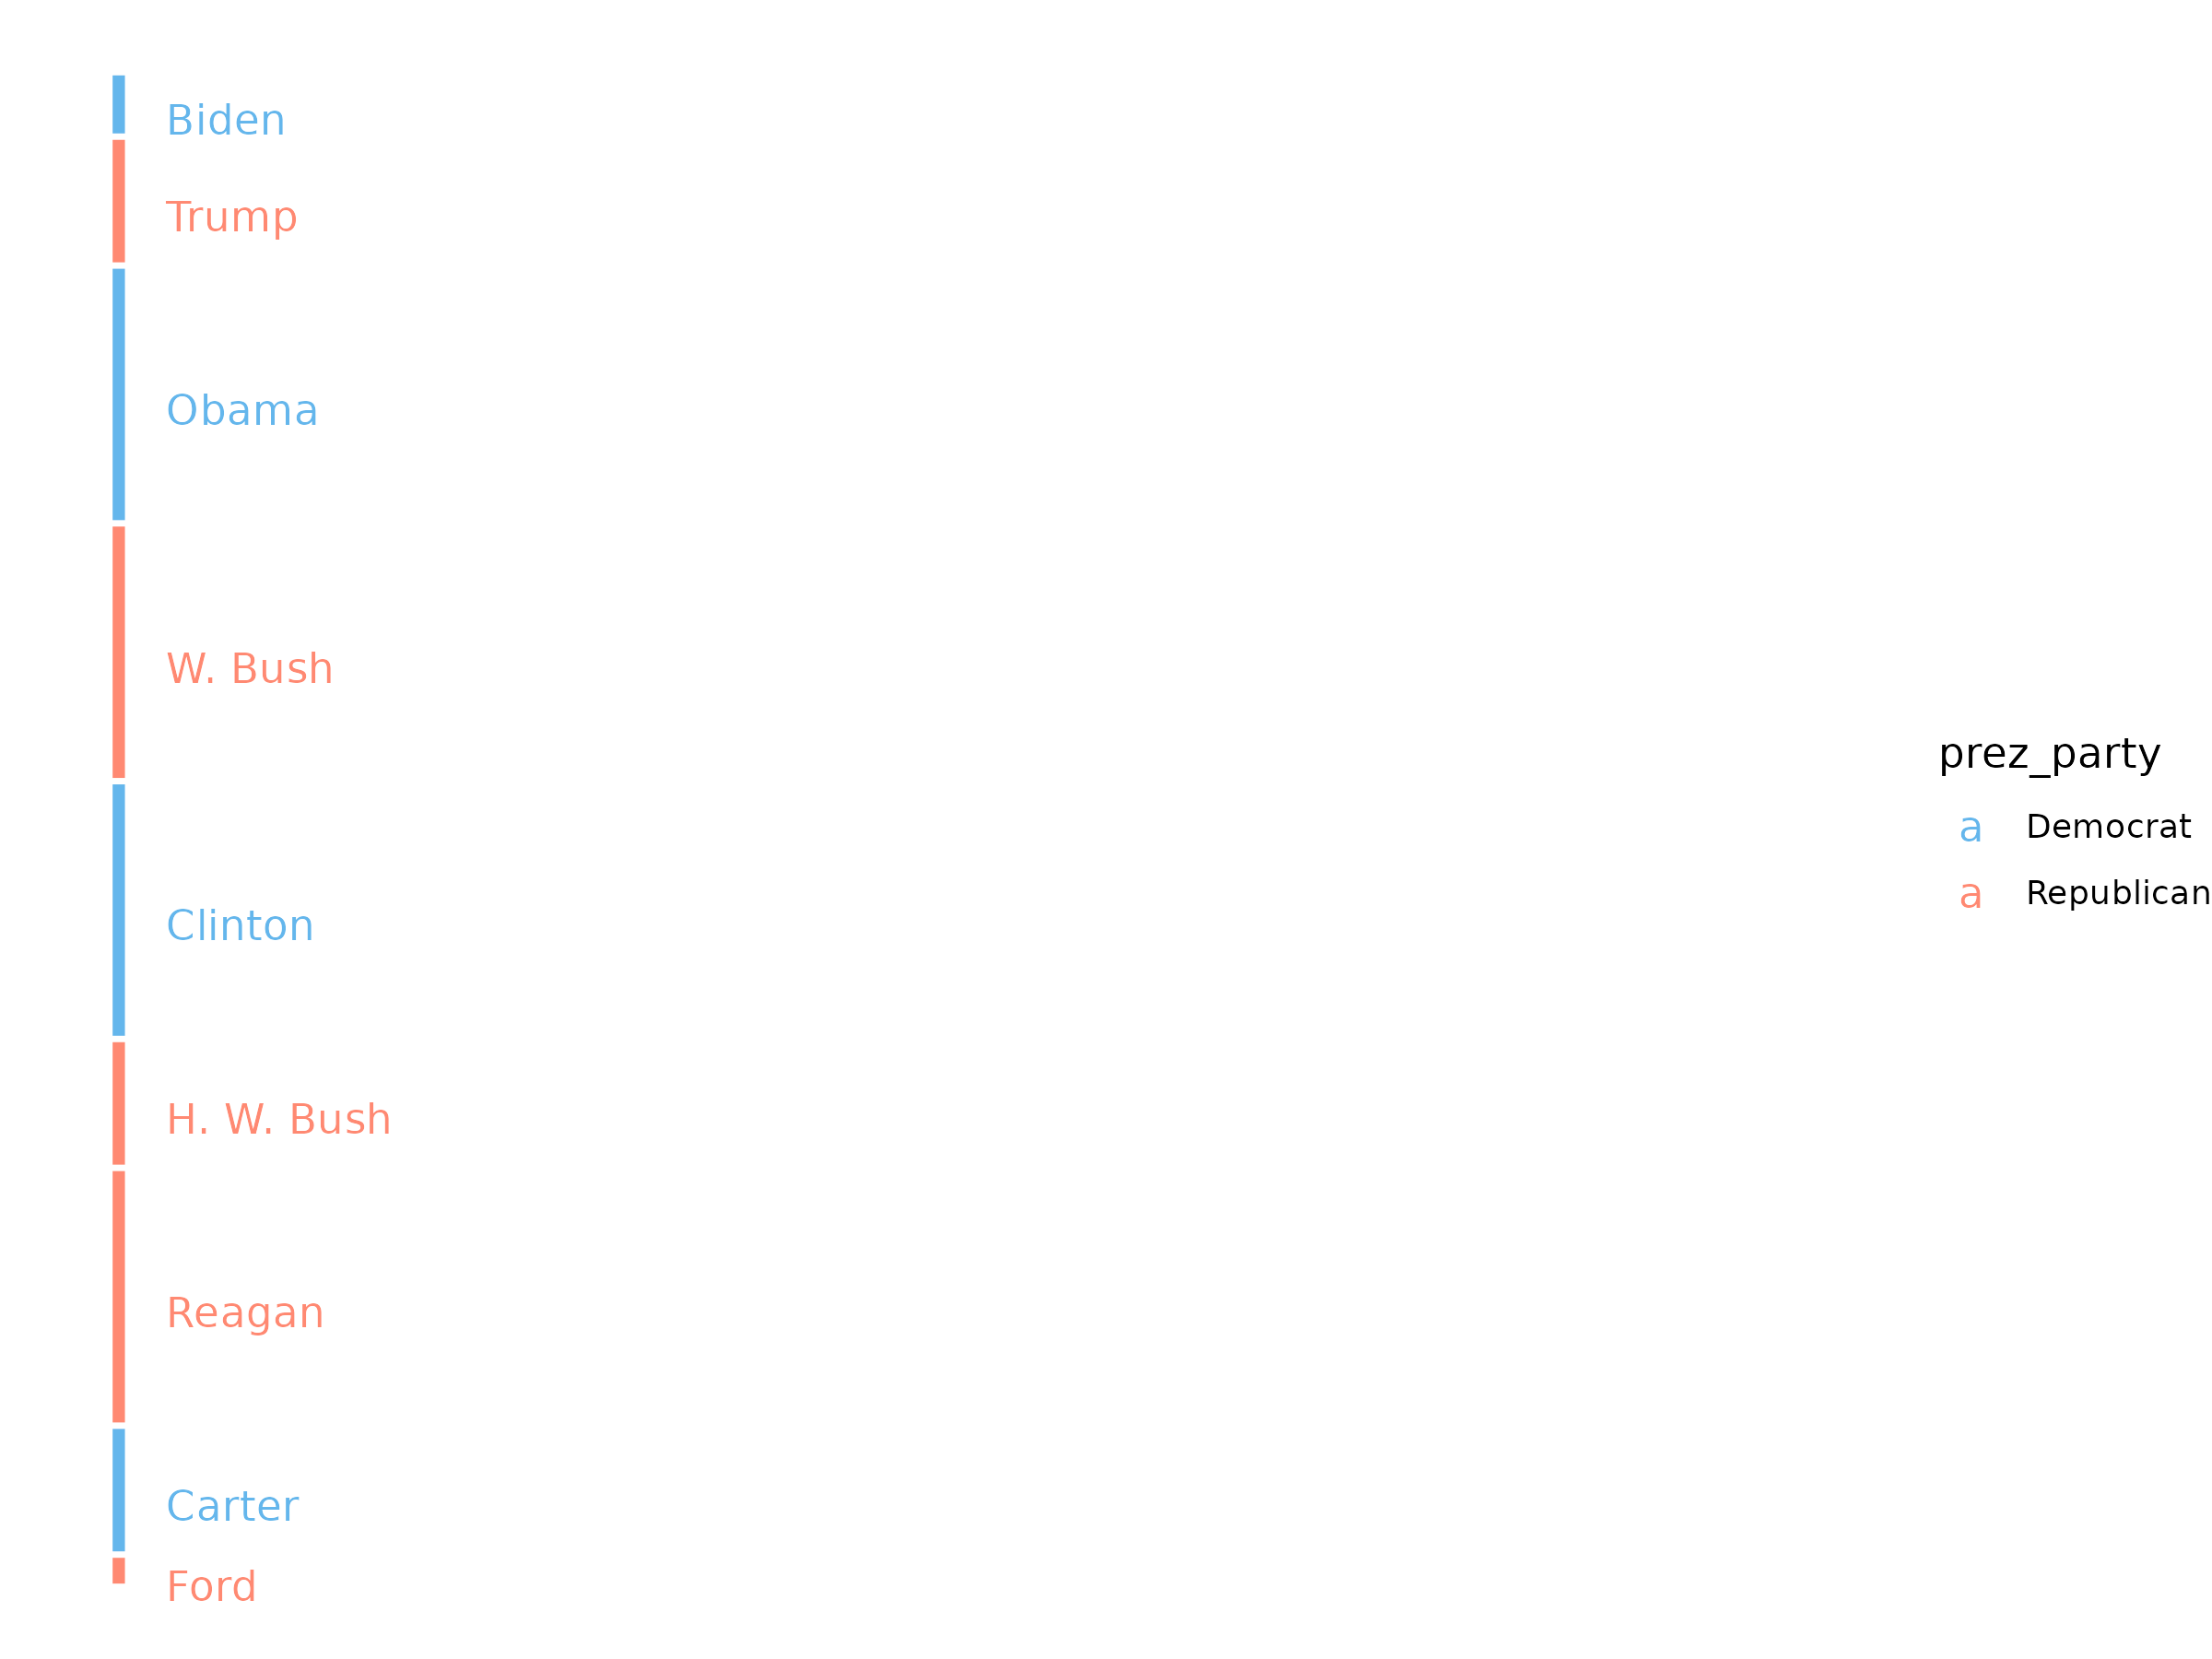 Biden
Trump
Obama
W. Bush
Clinton
H. W. Bush
Reagan
Carter
Ford
prez_party
a Democrat
a Republican